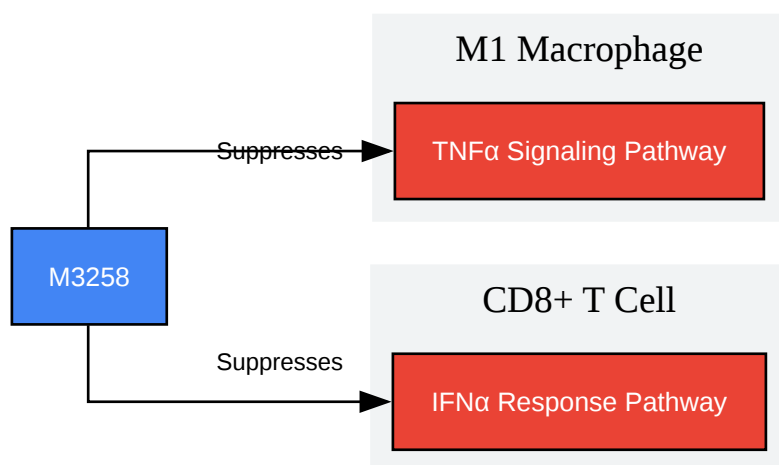 M1 Macrophage
Suppresses
TNFα Signaling Pathway
M3258
CD8+ T Cell
Suppresses
IFNα Response Pathway